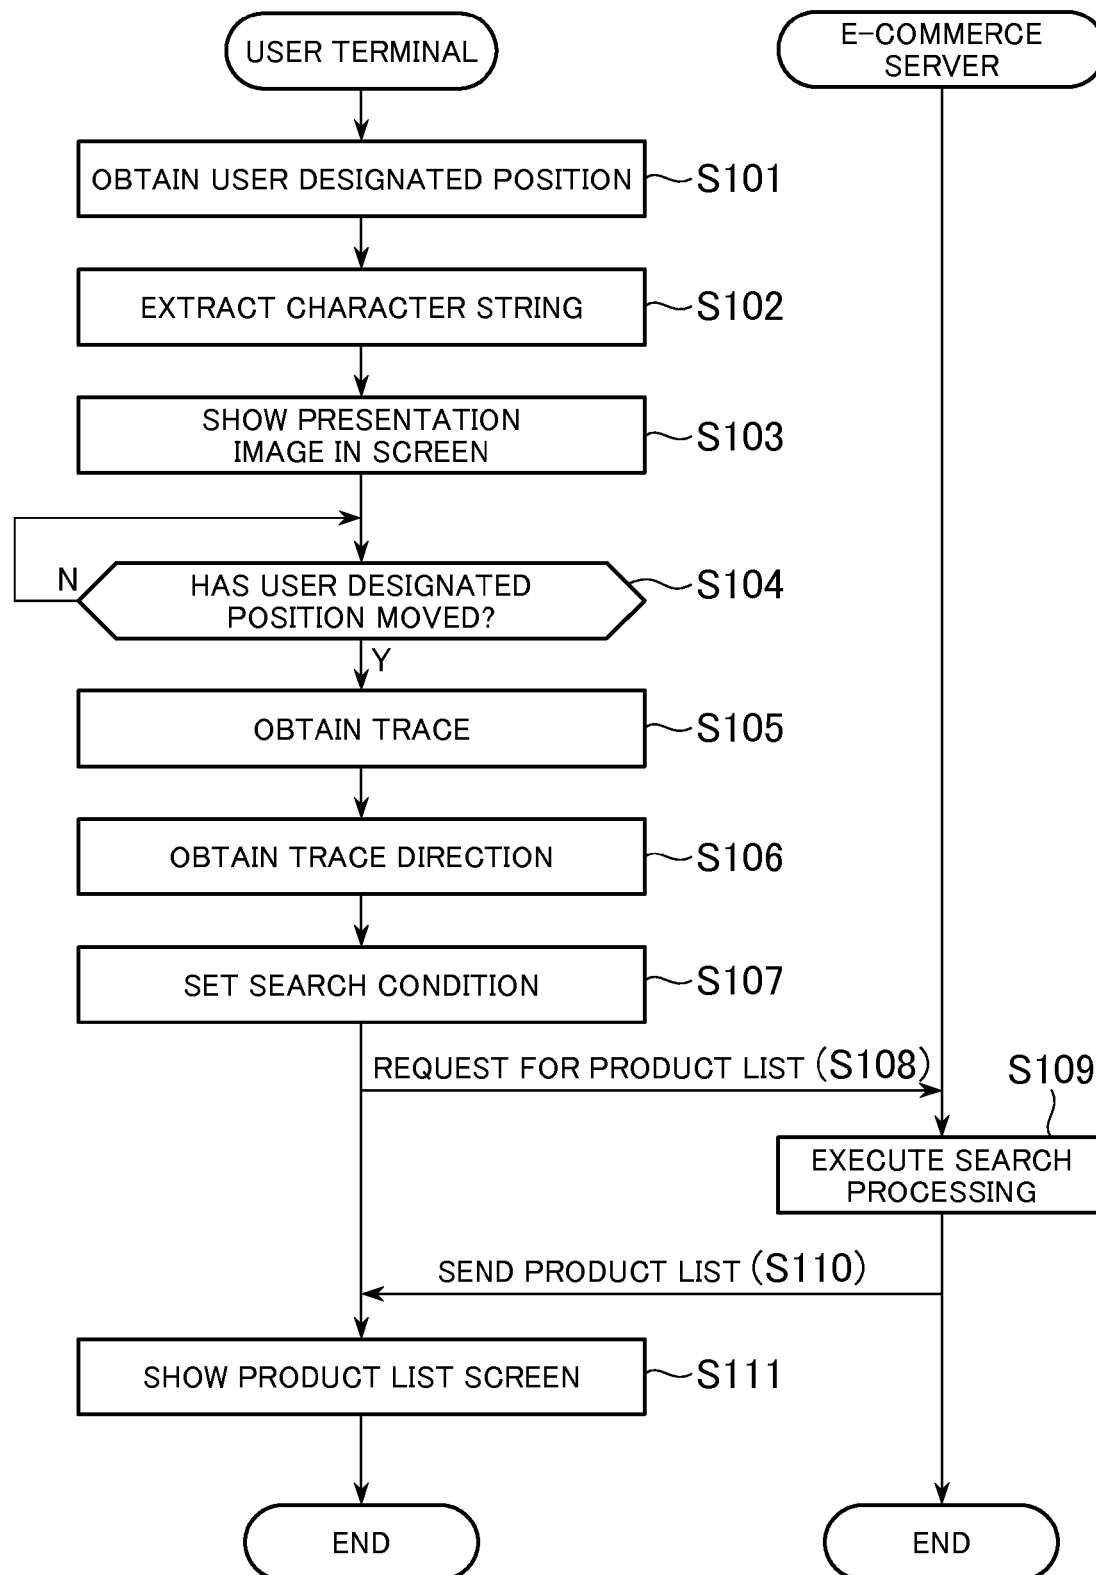 USER TERMINAL
E-COMMERCE
SERVER
OBTAIN USER DESIGNATED POSITION
S101
EXTRACT CHARACTER STRING
S102
SHOW PRESENTATION
IMAGE IN SCREEN
S103
N
HAS USER DESIGNATED
POSITION MOVED?
S104
Y
OBTAIN TRACE
S105
OBTAIN TRACE DIRECTION
S106
SET SEARCH CONDITION
S107
REQUEST FOR PRODUCT LIST (S108)
S109
EXECUTE SEARCH
PROCESSING
SEND PRODUCT LIST (S110)
SHOW PRODUCT LIST SCREEN
S111
END
END